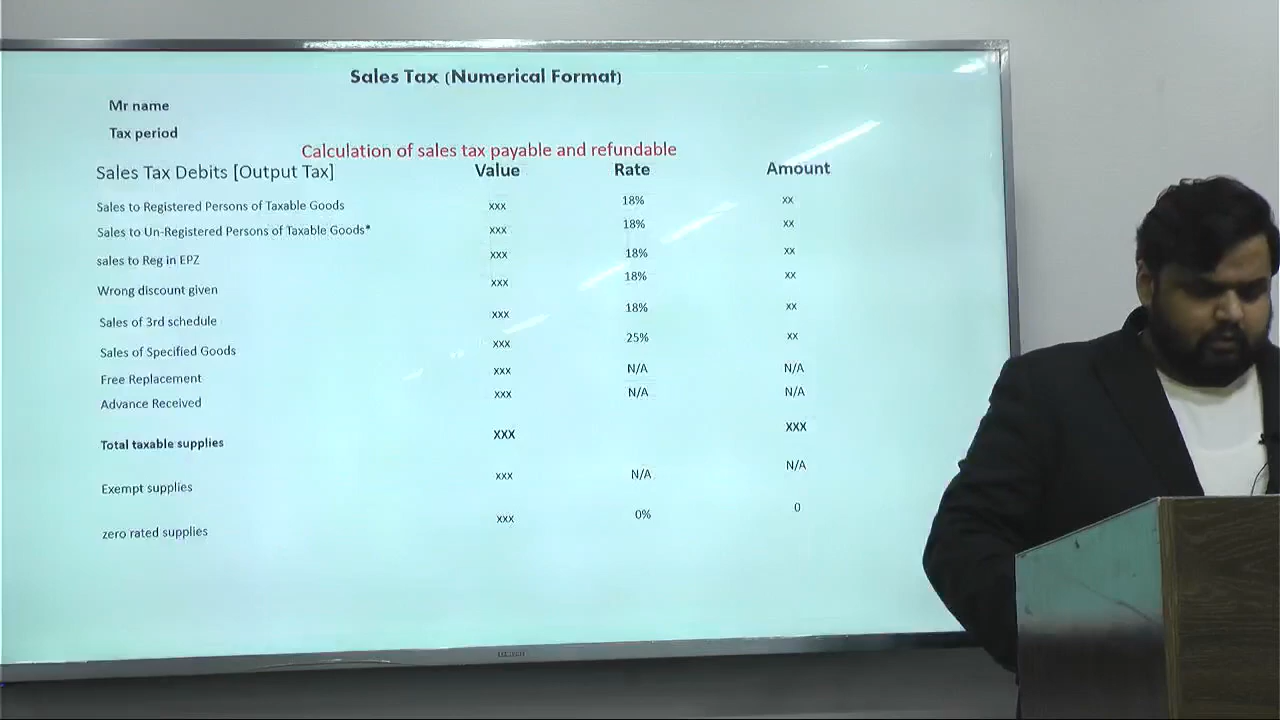 Sales Tax (Numerical Format)
Mr name
Tax period
Calculation of sales tax payable and refundable
Sales Tax Debits [Output Tax] Value Rate Amount
Sales to Registered Persons of Taxable Goods xxx 18% xx
Sales to Un-Registered Persons of Taxable Goods* xxx 18% xx
sales to Reg in EPZ xxx 18% xx
Wrong discount given xxx 18% xx
Sales of 3rd schedule xxx 18% xx
Sales of Specified Goods xxx 25% xx
Free Replacement xxx N/A N/A
Advance Received xxx N/A N/A
Total taxable supplies XXX XXX
Exempt supplies xxx N/A N/A
zero rated supplies xxx 0% 0
SAMSUNG